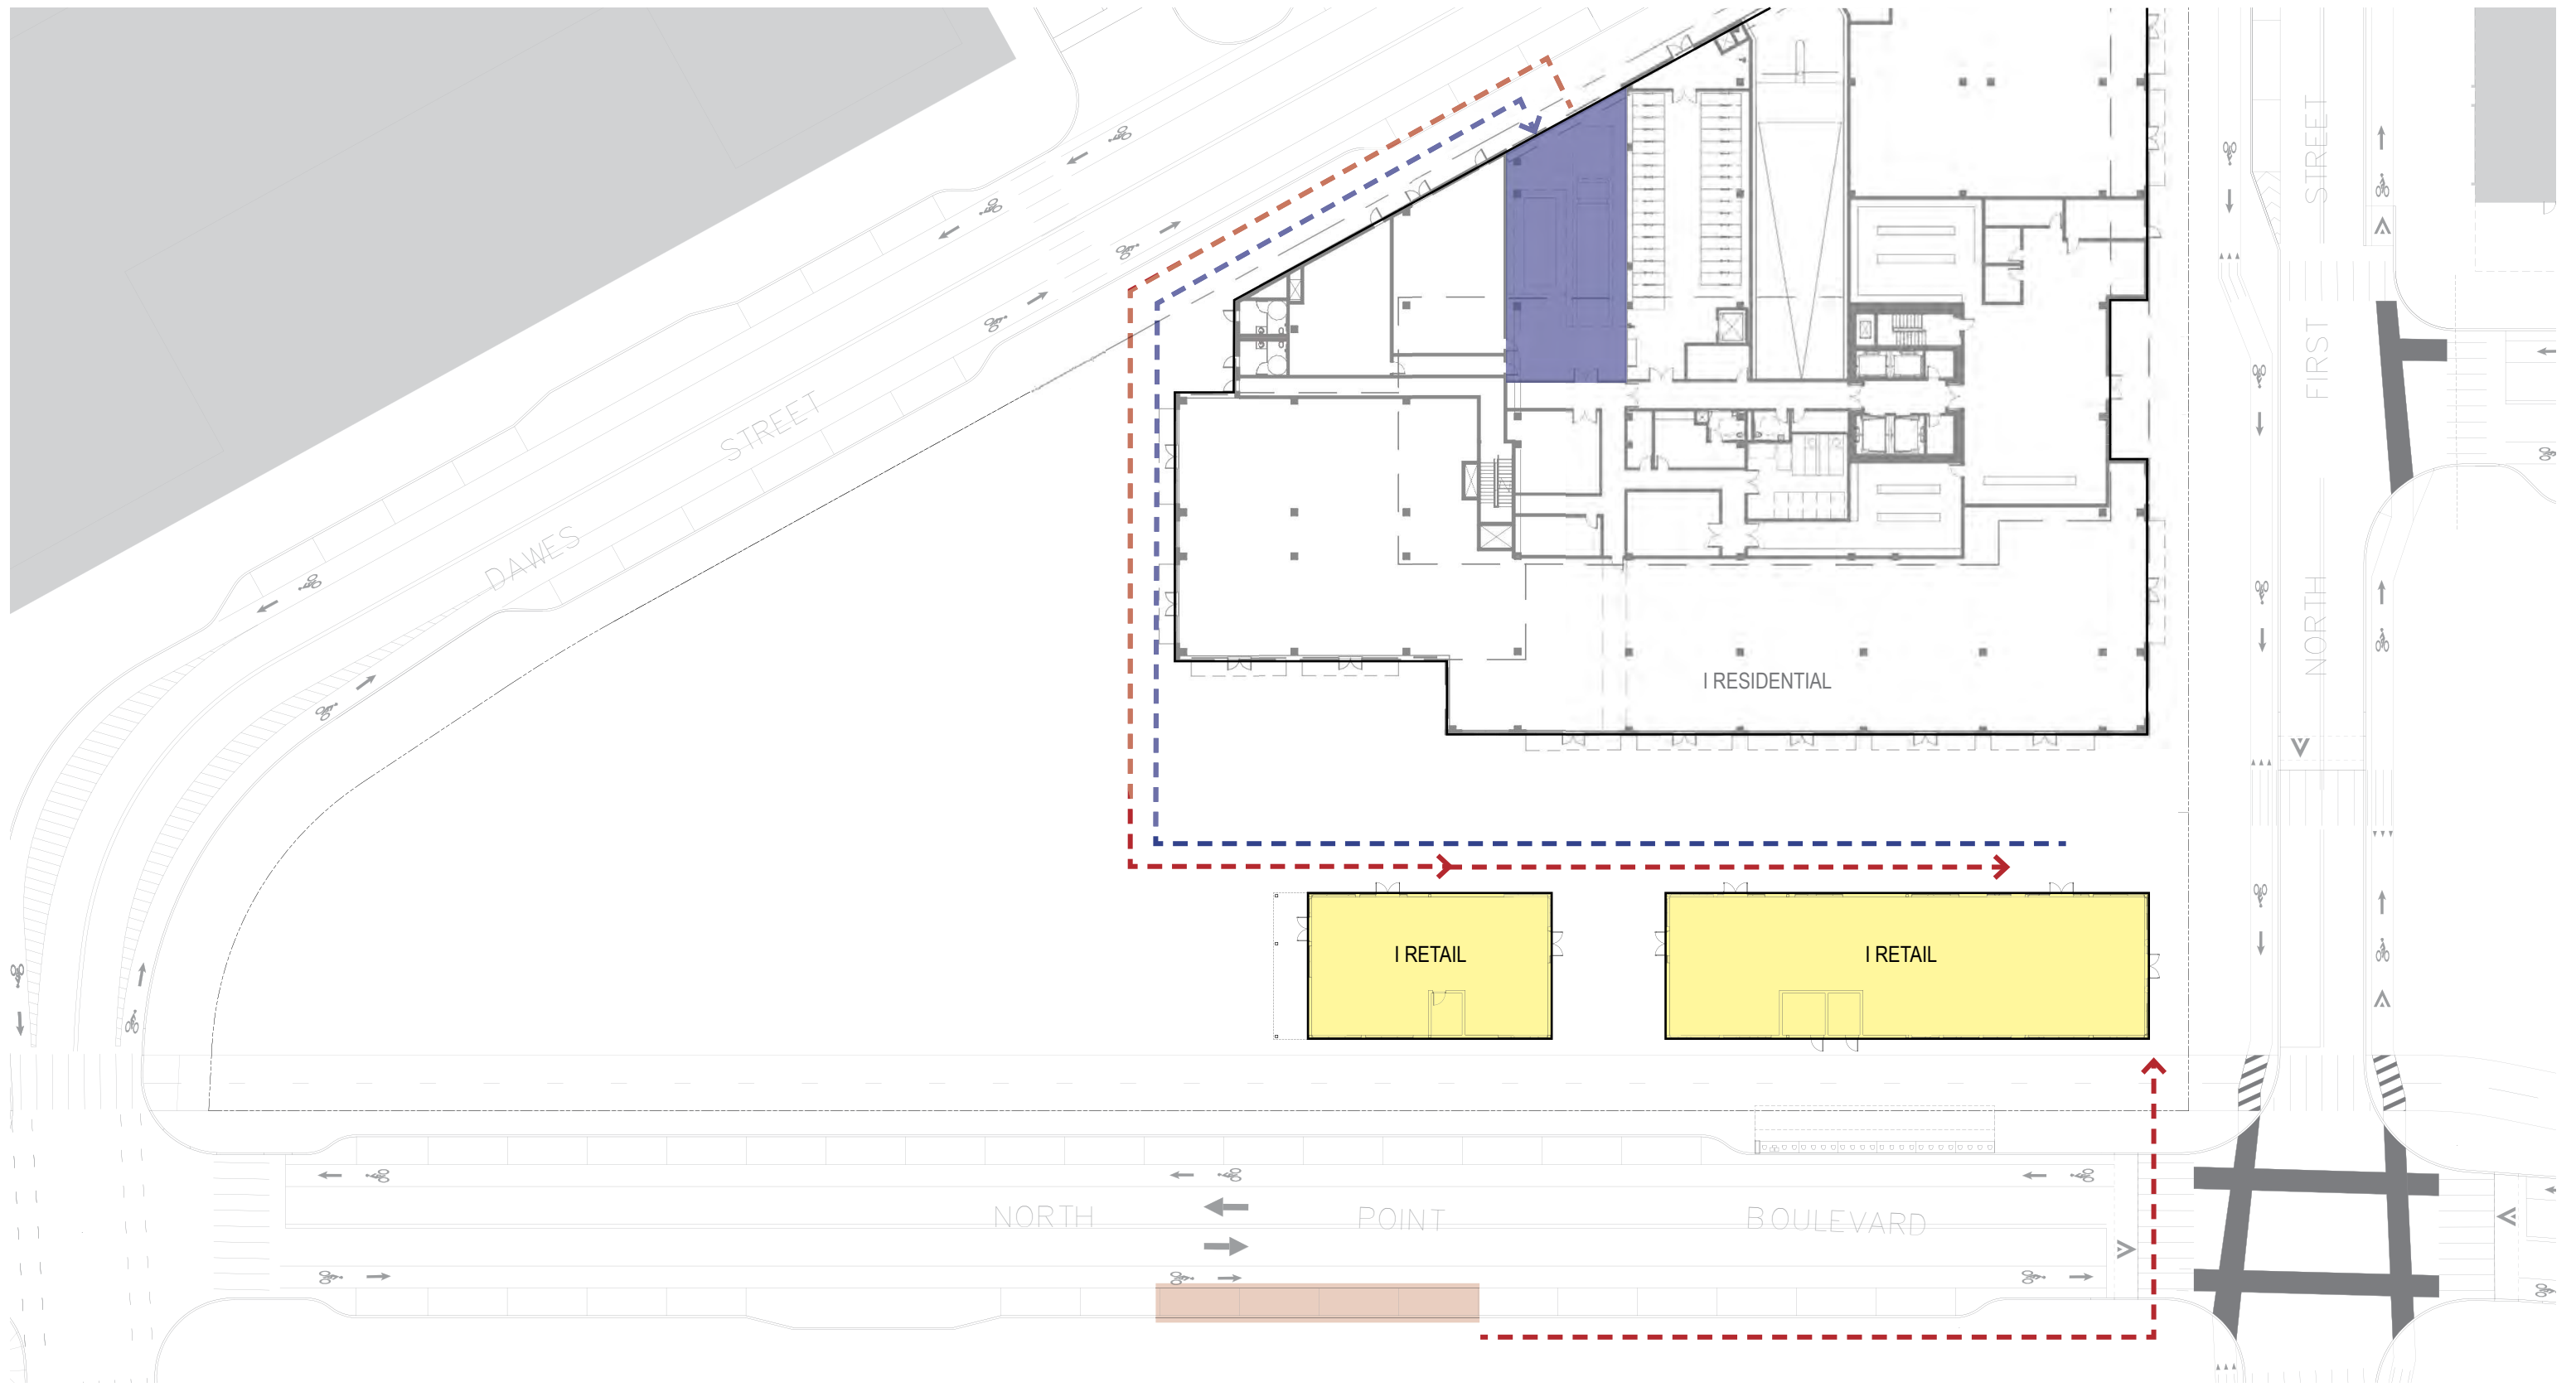 STREET
FIRST
NORTH
DAWES
STREET
I RESIDENTIAL
I RETAIL
I RETAIL
NORTH POINT BOULEVARD